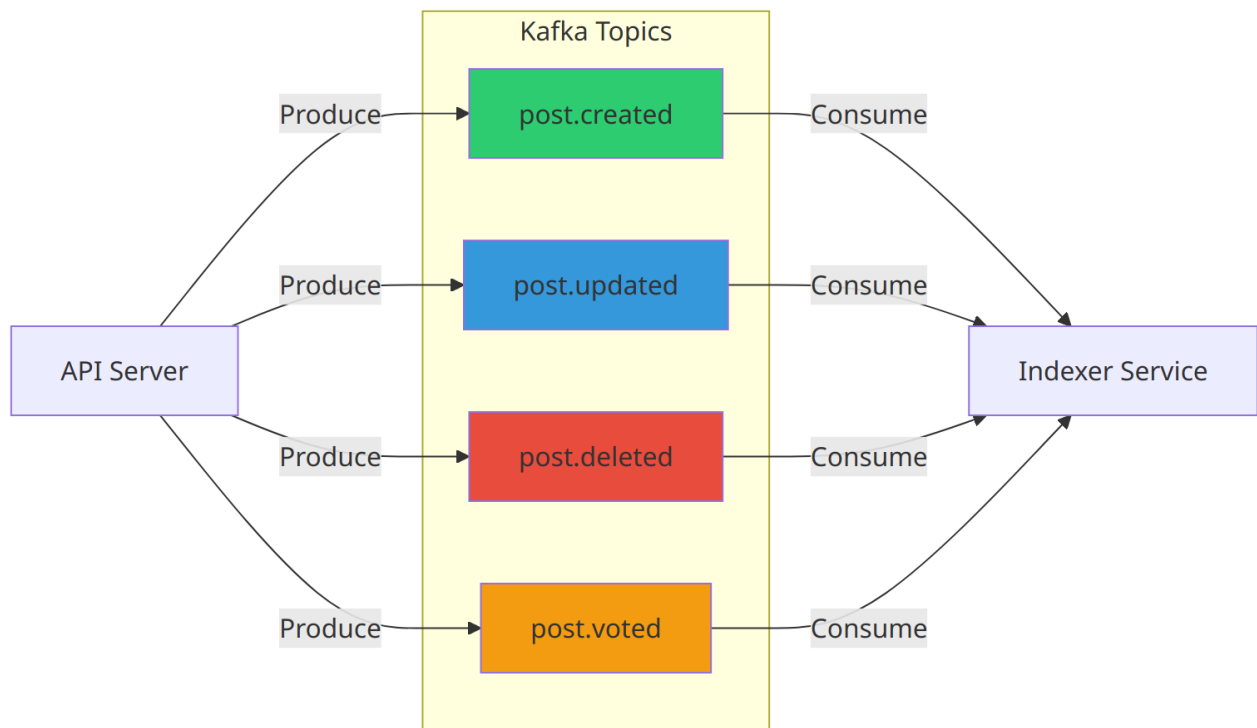 Kafka Topics
Produce
post.created
Consume
Produce
post.updated
Consume
API Server
Indexer Service
Produce
post.deleted
Consume
Produce
post.voted
Consume